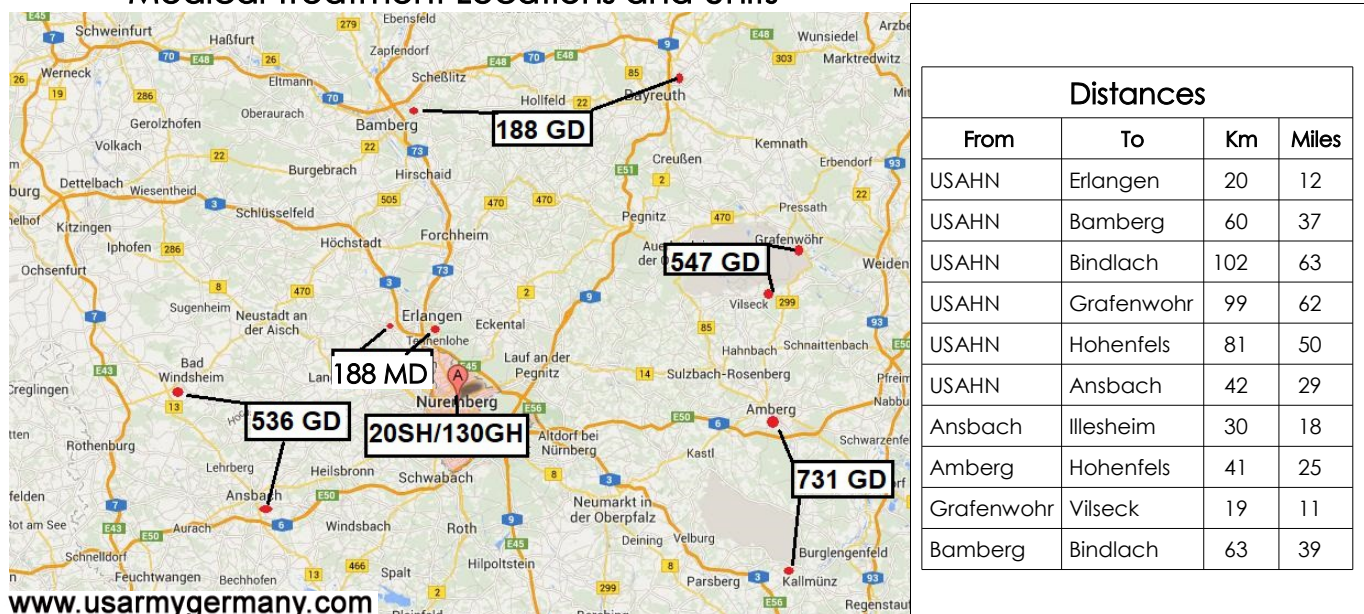 Medical Treatment Locations and Units
Schweinfurt
Haßfurt
Ebensfeld
Zapfendorf
Wunsiedel
Marktredwitz
Werneck
Eltmann
Scheßlitz
Hollfeld
Bayreuth
Oberaurach
Gerolzhofen
Bamberg
188 GD
Volkach
Kemnath
Creußen
Erbendorf
Burgebrach
Hirschaid
Dettelbach
Wiesentheid
Pressath
Schlüsselfeld
Pegnitz
Kitzingen
Forchheim
Höchstadt
Grafenwöhr
Iphofen
547 GD
Weiden
Ochsenfurt
Vilseck
Sugenheim
Neustadt an
der Aisch
Erlangen
Eckental
Tennenlohe
Hahnbach
Schnaittenbach
188 MD
Lauf an der
Pegnitz
Bad
Windsheim
Sulzbach-Rosenberg
Creglingen
A
Nuremberg
536 GD
20SH/130GH
Amberg
Altdorf bei
Nürnberg
Rothenburg
Kastl
Lehrberg
Heilsbronn
Schwabach
731 GD
Ansbach
Neumarkt in
der Oberpfalz
Aurach
Windsbach
Roth
Deining
Velburg
Schnelldorf
Hilpoltstein
Burglengenfeld
Feuchtwangen
Bechhofen
Spalt
Parsberg
Kallmünz
www.usarmygermany.com
Distances
From To Km Miles
USAHN Erlangen 20 12
USAHN Bamberg 60 37
USAHN Bindlach 102 63
USAHN Grafenwohr 99 62
USAHN Hohenfels 81 50
USAHN Ansbach 42 29
Ansbach Illesheim 30 18
Amberg Hohenfels 41 25
Grafenwohr Vilseck 19 11
Bamberg Bindlach 63 39